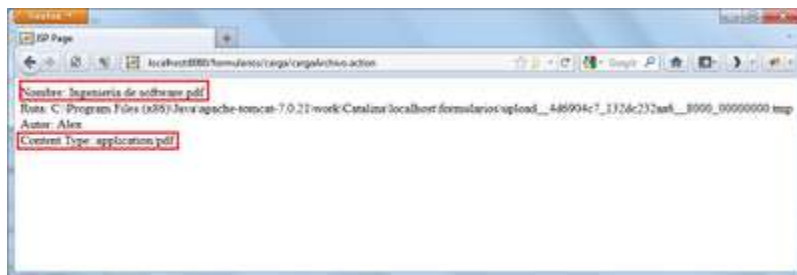 Firefox
JSP Page
localhost:8080/formularios/carga/cargaArchivo.action
Google
Nombre: Ingenieria de software.pdf
Ruta: C:\Program Files (x86)\Java\apache-tomcat-7.0.21\work\Catalina\localhost\formularios\upload__4d6904c7_132dc232aa6__8000_00000000.tmp
Autor: Alex
Content Type: application/pdf